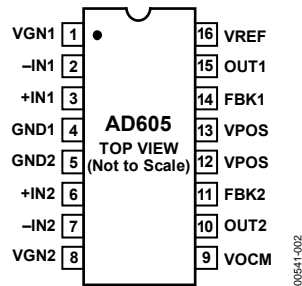 VGN1 1 16 VREF
–IN1 2 15 OUT1
+IN1 3 14 FBK1
GND1 4 AD605 13 VPOS
TOP VIEW
GND2 5 (Not to Scale) 12 VPOS
+IN2 6 11 FBK2
–IN2 7 10 OUT2
VGN2 8 9 VOCM
00541-002